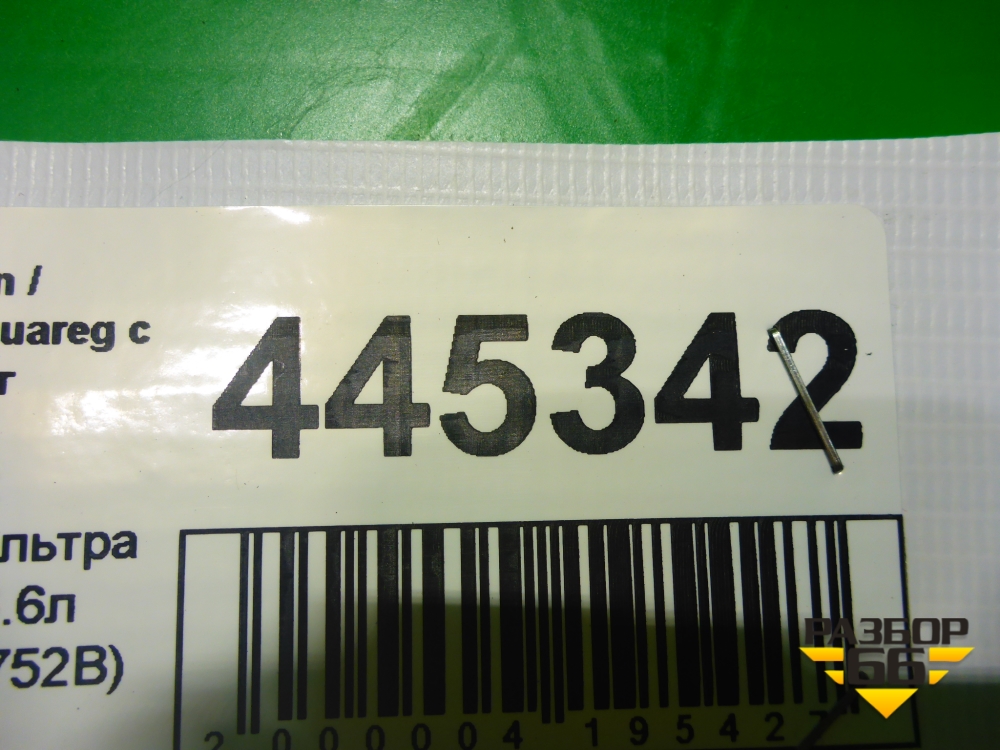 n /
uareg с
г
445342
льтра
.6л
752B)
2 000004 195427
РАЗБОР
66